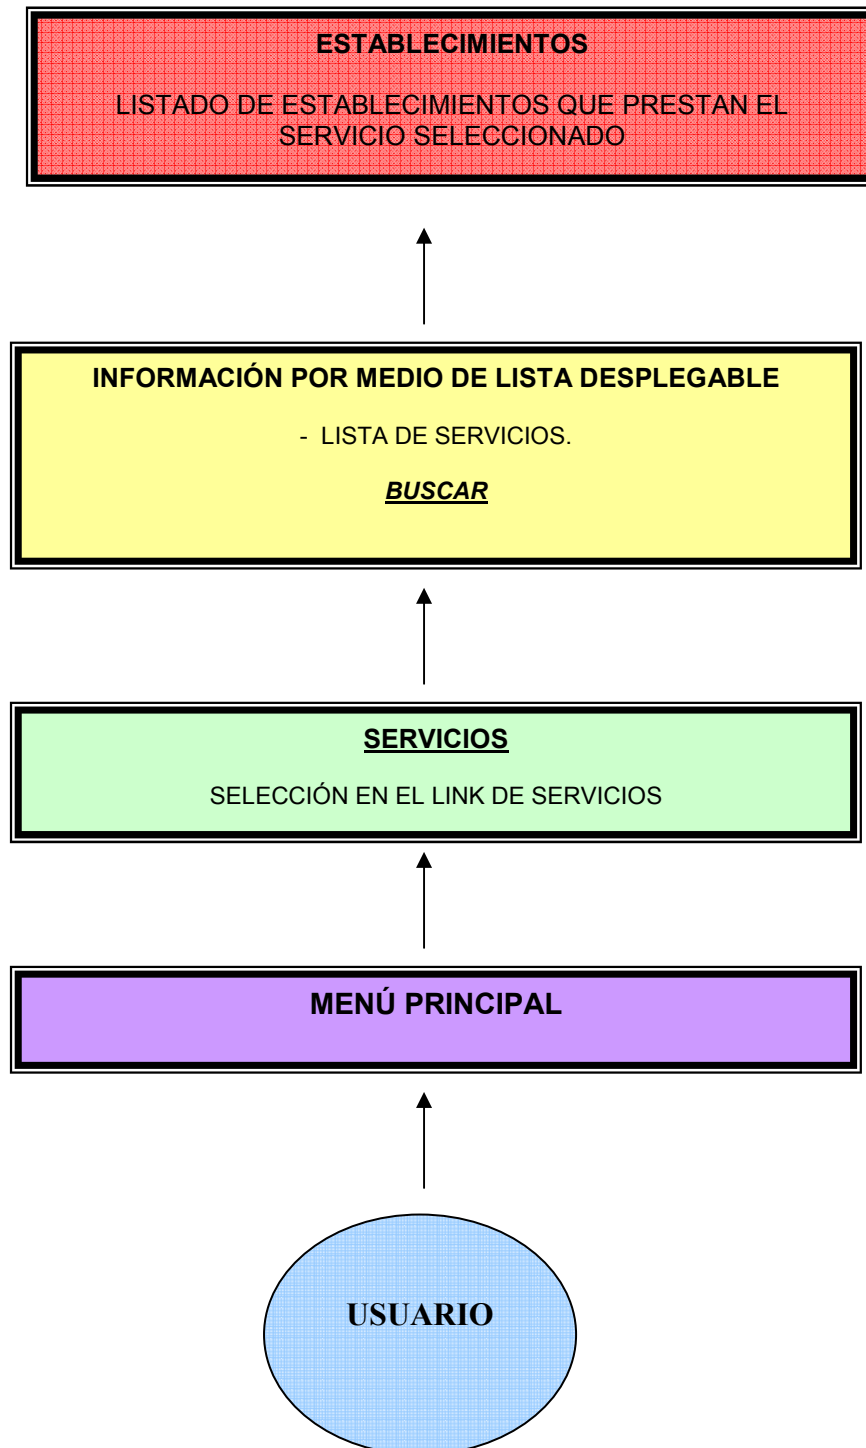 ESTABLECIMIENTOS
LISTADO DE ESTABLECIMIENTOS QUE PRESTAN EL
SERVICIO SELECCIONADO
INFORMACIÓN POR MEDIO DE LISTA DESPLEGABLE
- LISTA DE SERVICIOS.
BUSCAR
SERVICIOS
SELECCIÓN EN EL LINK DE SERVICIOS
MENÚ PRINCIPAL
USUARIO